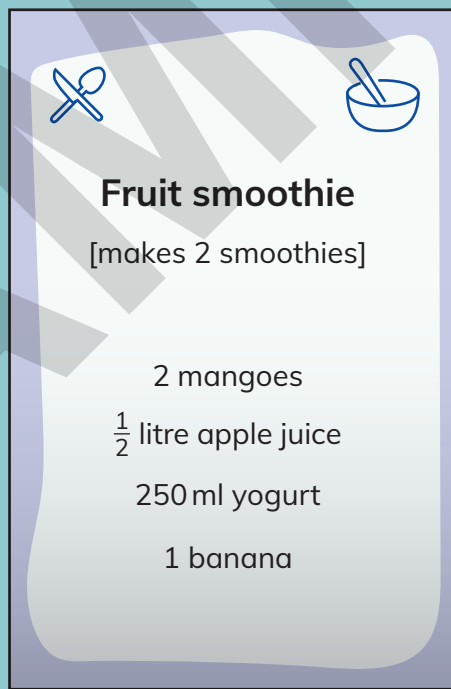 Fruit smoothie
[makes 2 smoothies]
2 mangoes
1/2 litre apple juice
250 ml yogurt
1 banana